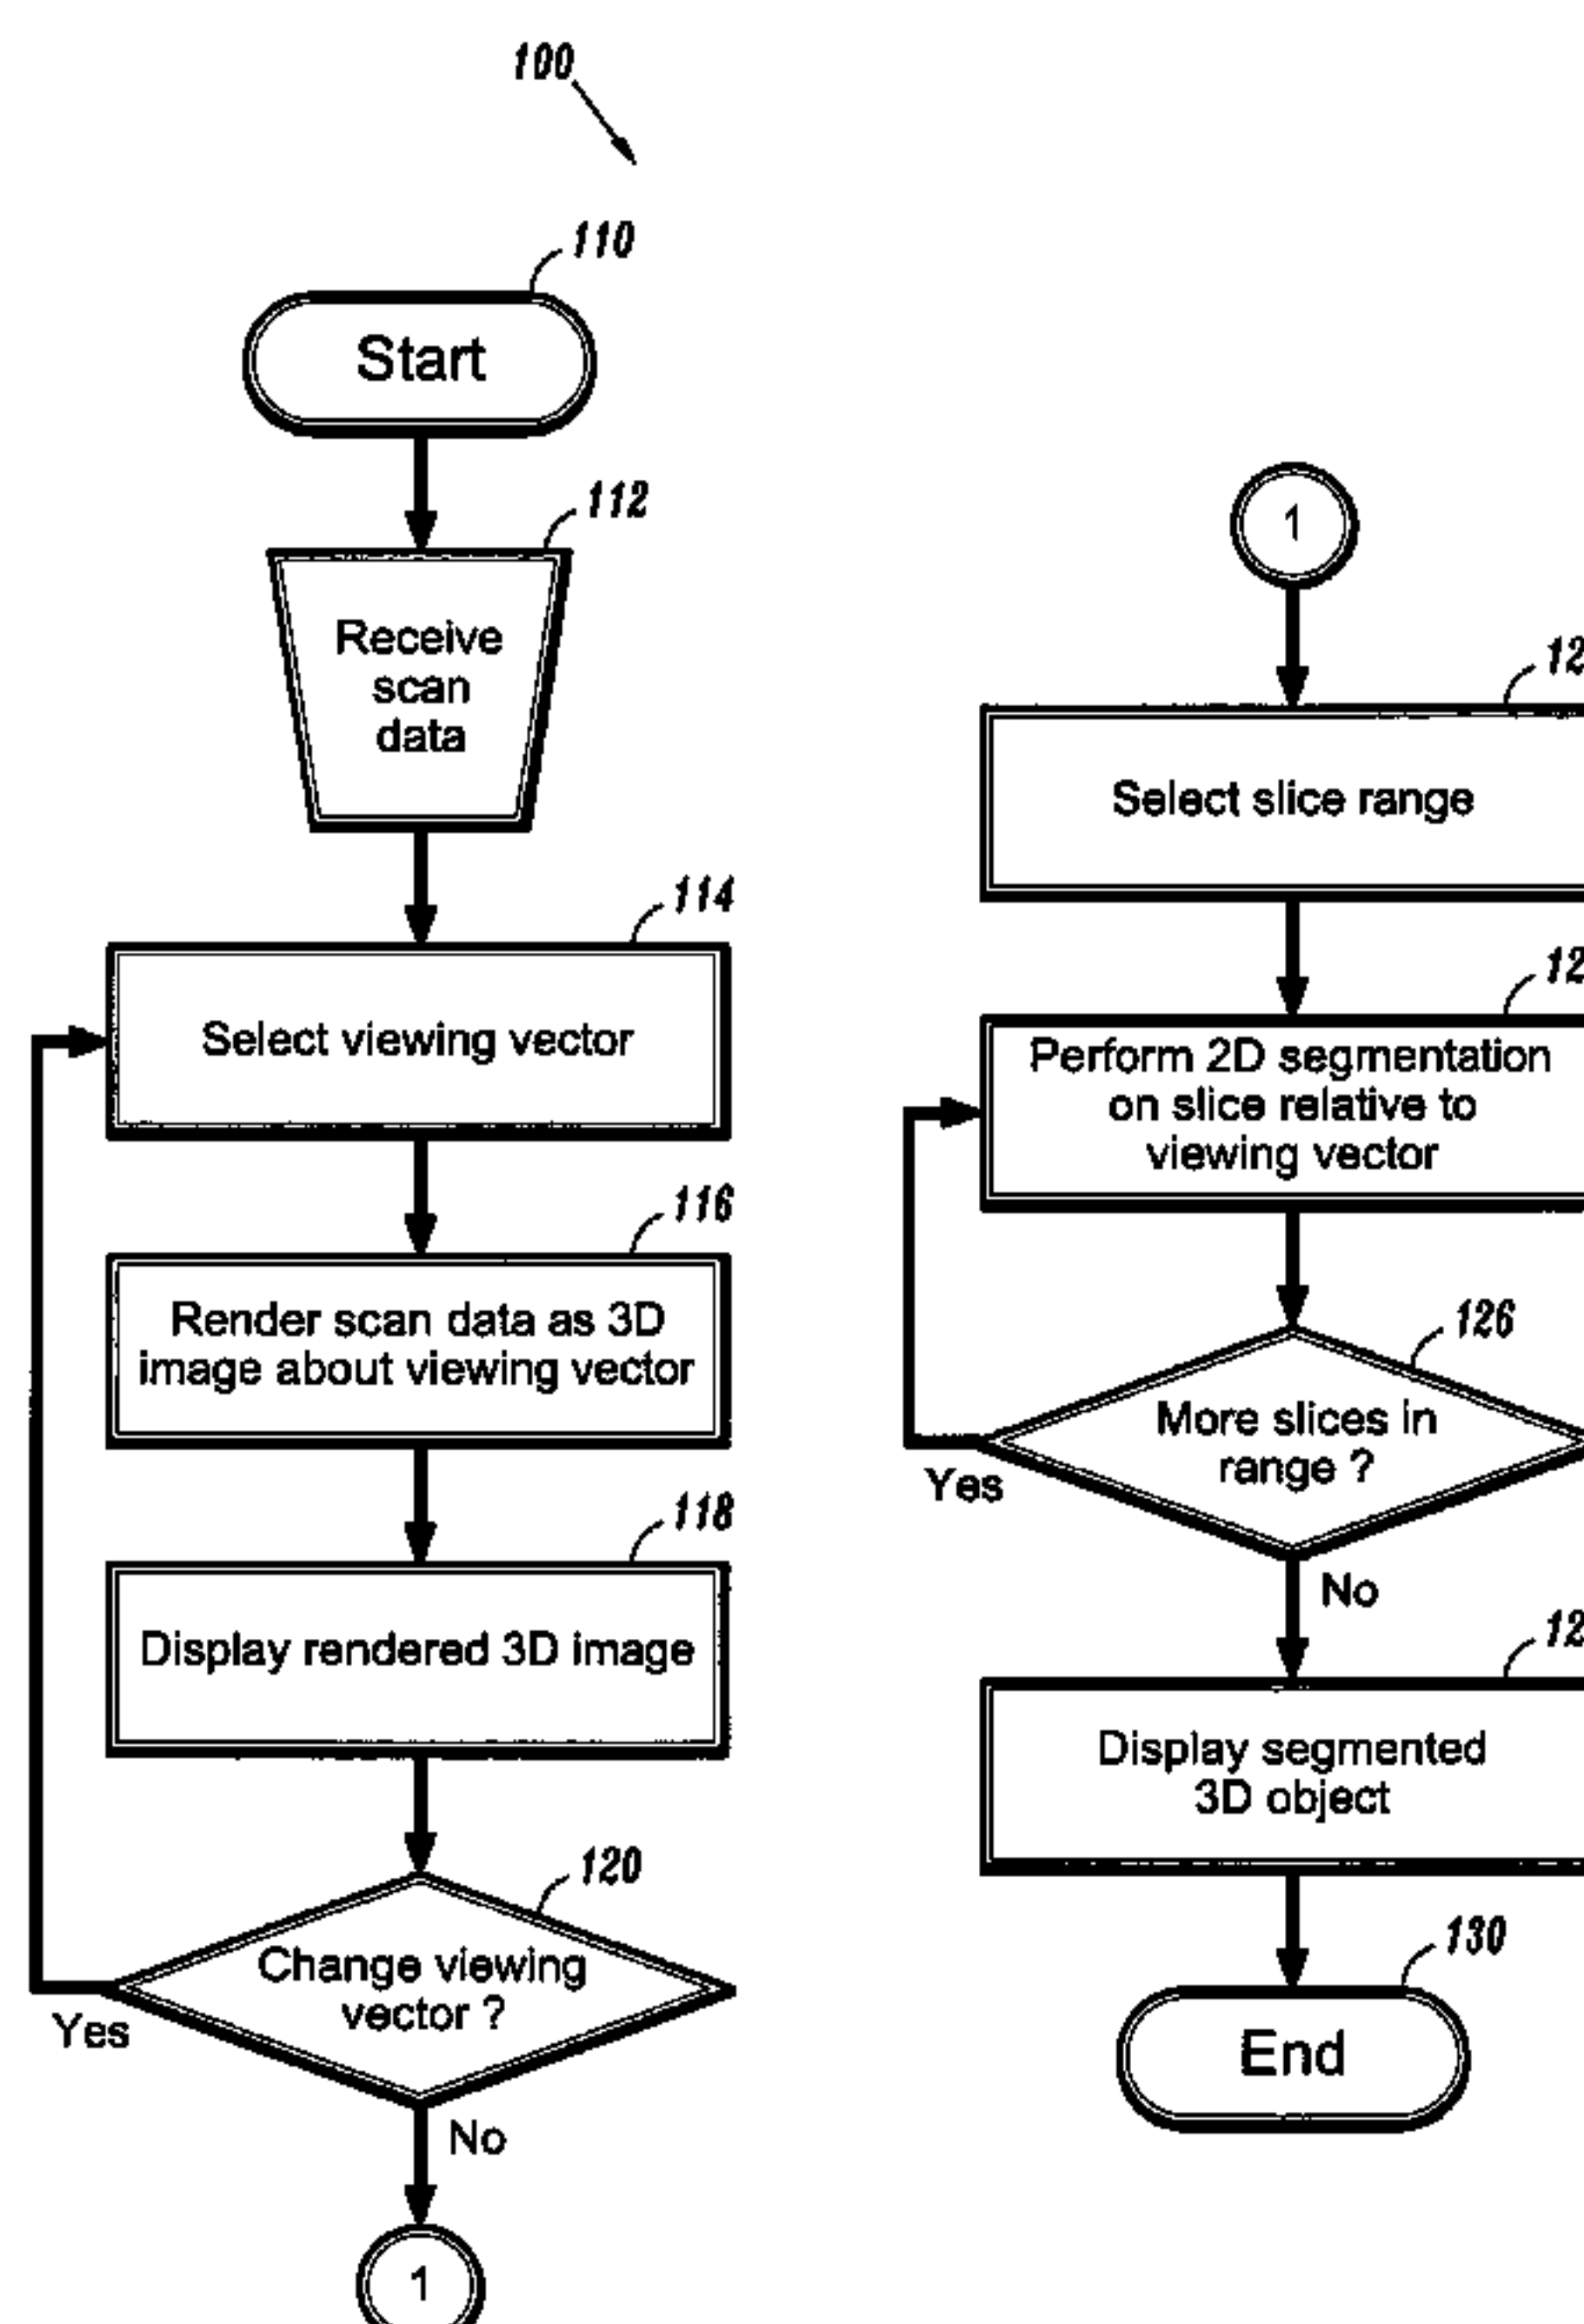 100
110
Start
112
Receive
scan
data
114
Select viewing vector
116
Render scan data as 3D
image about viewing vector
118
Display rendered 3D image
120
Change viewing
vector ?
Yes
No
1
1
Select slice range
Perform 2D segmentation
on slice relative to
viewing vector
126
More slices in
range ?
Yes
No
Display segmented
3D object
130
End